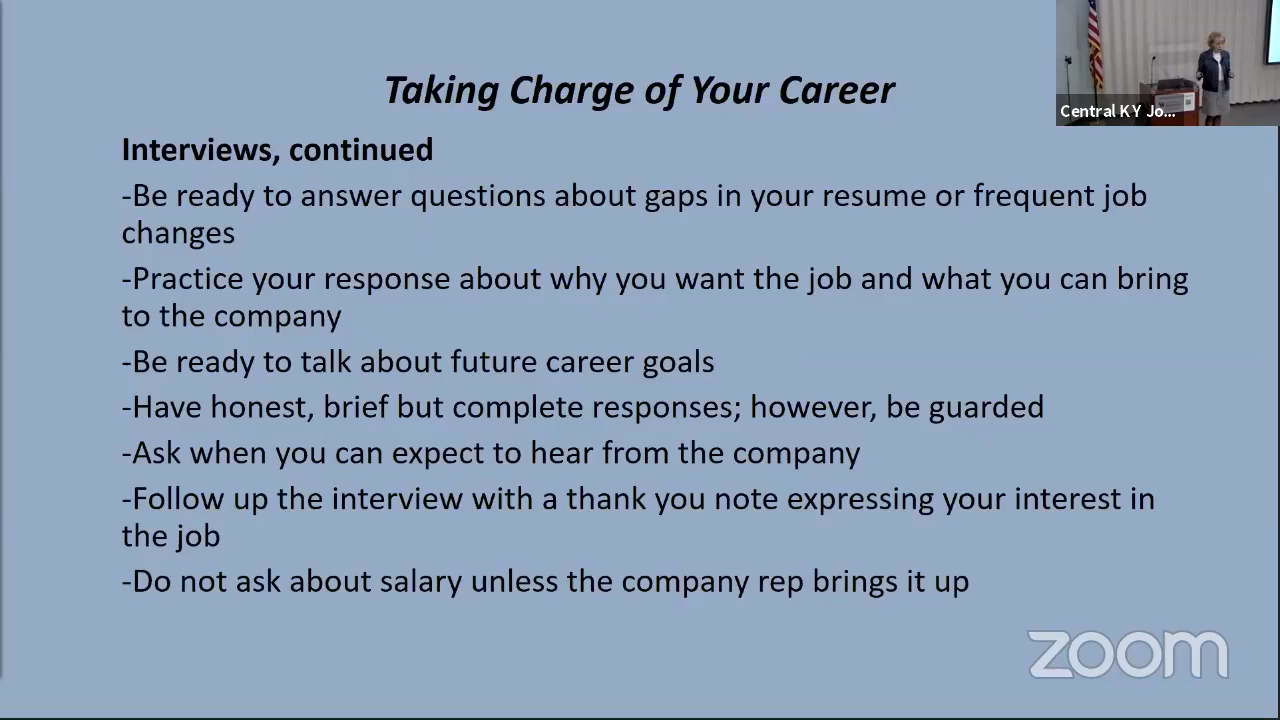 Taking Charge of Your Career
Central KY Jo...
Interviews, continued
-Be ready to answer questions about gaps in your resume or frequent job
changes
-Practice your response about why you want the job and what you can bring
to the company
-Be ready to talk about future career goals
-Have honest, brief but complete responses; however, be guarded
-Ask when you can expect to hear from the company
-Follow up the interview with a thank you note expressing your interest in
the job
-Do not ask about salary unless the company rep brings it up
zoom